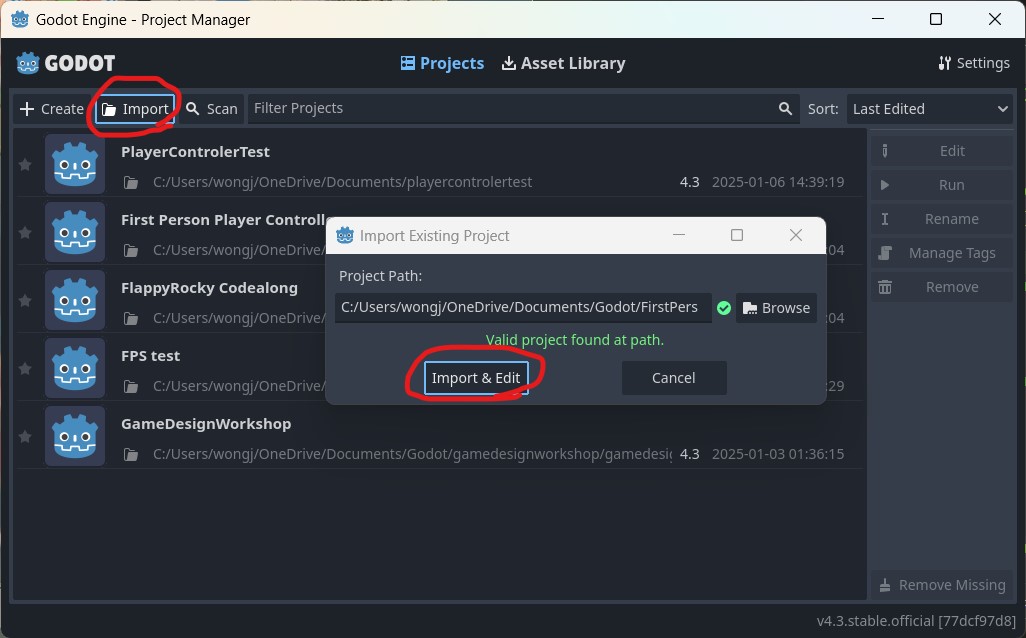 Godot Engine - Project Manager
GODOT
Projects
Asset Library
Settings
Create
Import
Scan
Filter Projects
Sort:
Last Edited
PlayerControlerTest
C:/Users/wongj/OneDrive/Documents/playercontrolertest
4.3
2025-01-06 14:39:19
First Person Player Controll
C:/Users/wongj/OneDrive/
:04
FlappyRocky Codealong
C:/Users/wongj/OneDrive/
:04
FPS test
C:/Users/wongj/OneDrive/
:29
GameDesignWorkshop
C:/Users/wongj/OneDrive/Documents/Godot/gamedesignworkshop/gamedesig
4.3
2025-01-03 01:36:15
Import Existing Project
Project Path:
C:/Users/wongj/OneDrive/Documents/Godot/FirstPers
Browse
Valid project found at path.
Import & Edit
Cancel
Edit
Run
Rename
Manage Tags
Remove
Remove Missing
v4.3.stable.official [77dcf97d8]